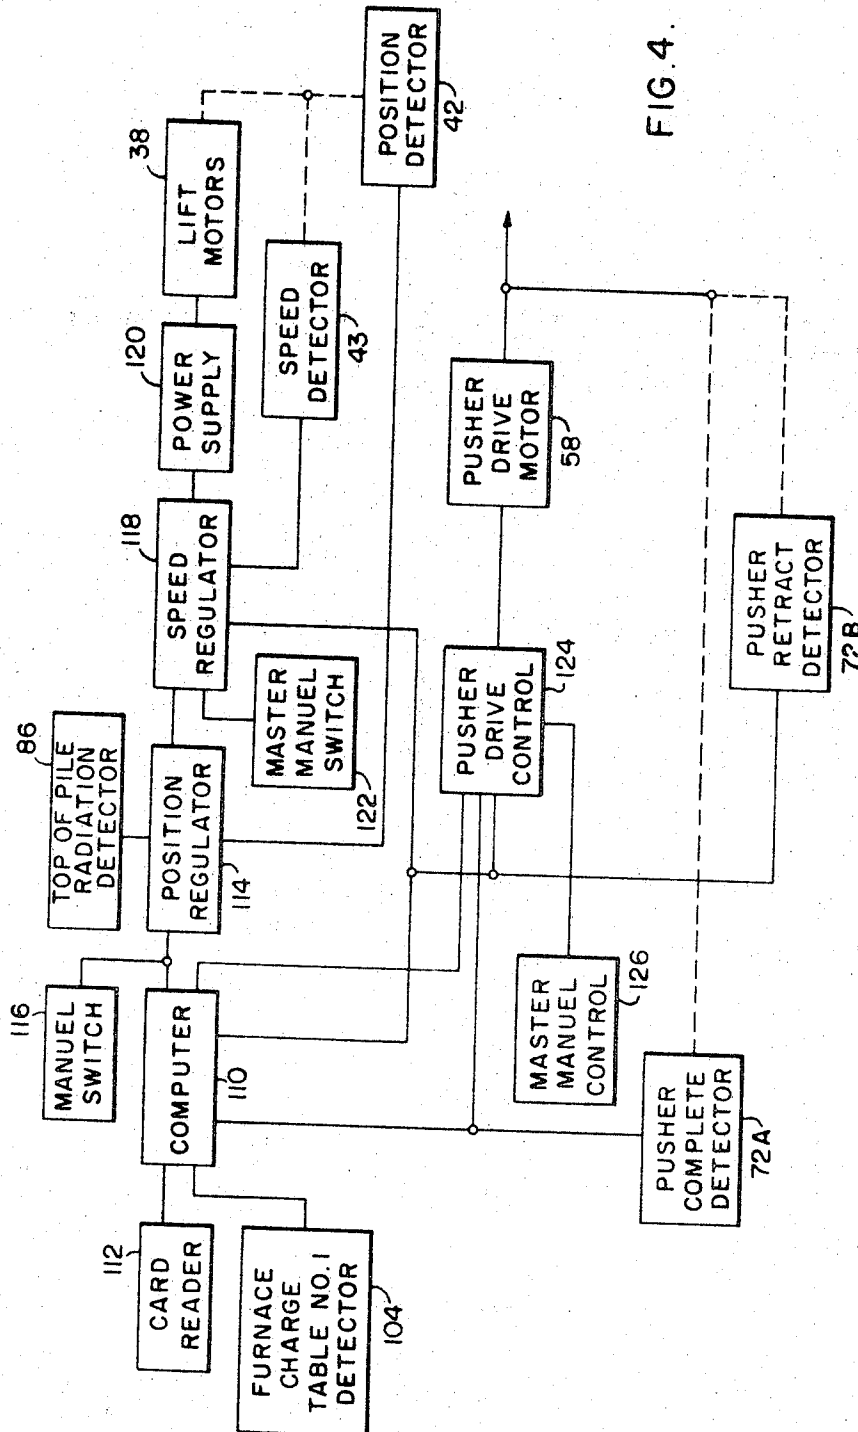 FIG.4.
POSITION
DETECTOR
42
38
LIFT
MOTORS
120
POWER
SUPPLY
SPEED
DETECTOR
43
118
SPEED
REGULATOR
86
TOP OF PILE
RADIATION
DETECTOR
MASTER
MANUEL
SWITCH
122
POSITION
REGULATOR
114
116
MANUEL
SWITCH
COMPUTER
110
112
CARD
READER
FURNACE
CHARGE
TABLE NO.1
DETECTOR
104
PUSHER
DRIVE
MOTOR
58
PUSHER
DRIVE
CONTROL
124
MASTER
MANUEL
CONTROL
126
PUSHER
RETRACT
DETECTOR
72B
PUSHER
COMPLETE
DETECTOR
72A